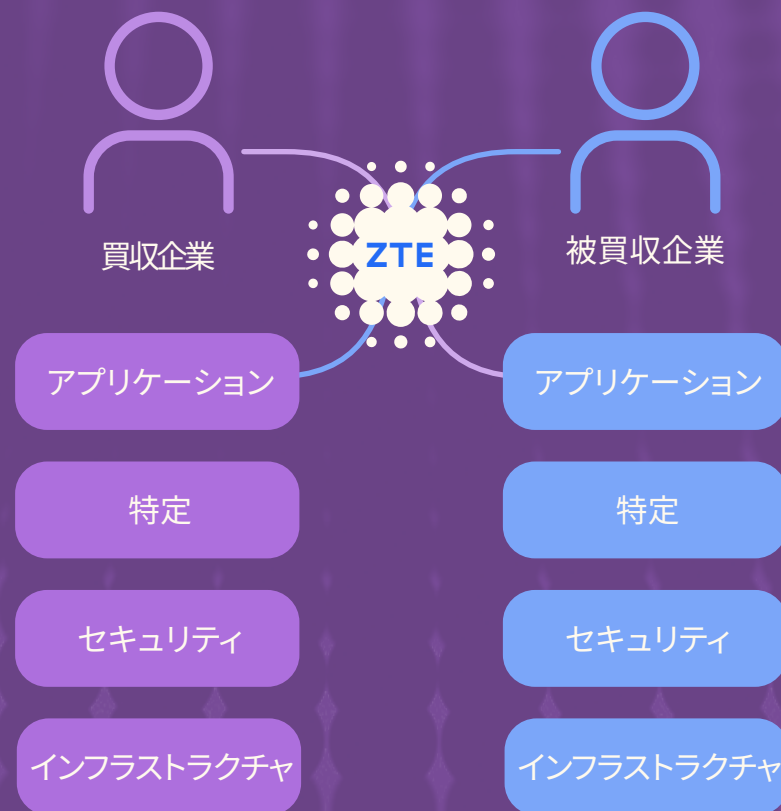 買収企業
被買収企業
ZTE
アプリケーション
アプリケーション
特定
特定
セキュリティ
セキュリティ
インフラストラクチャ
インフラストラクチャ